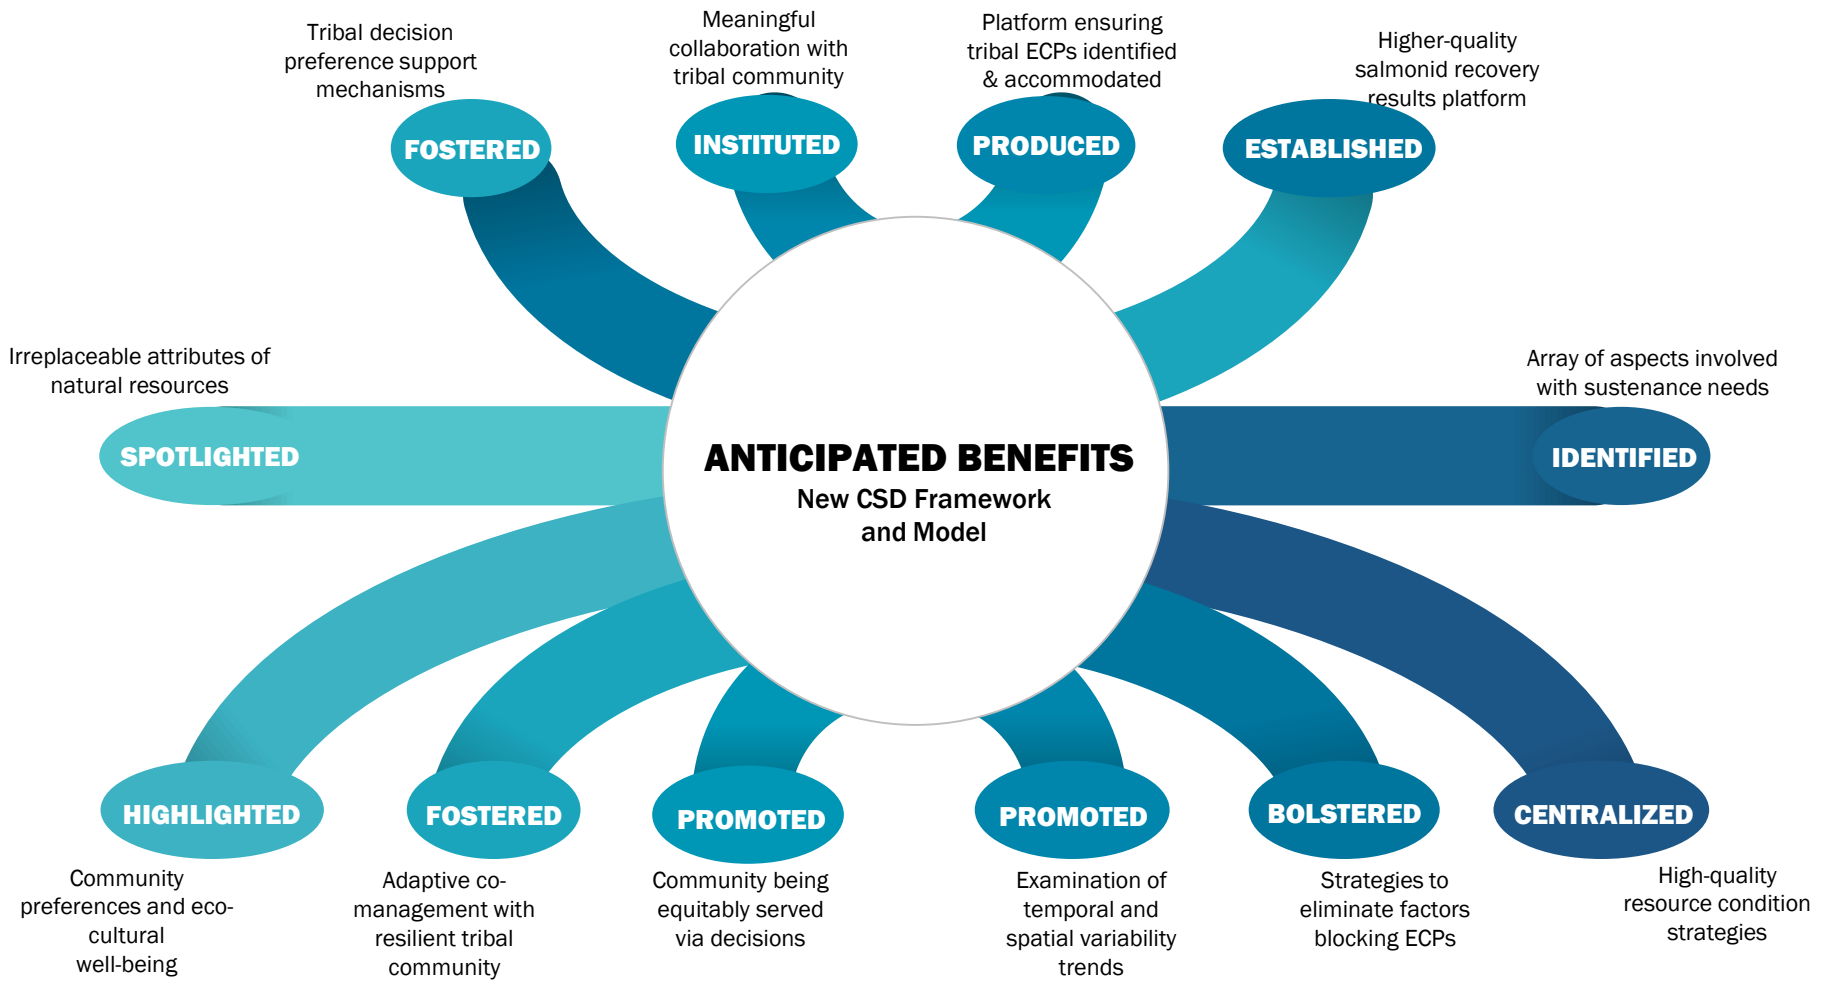 Tribal decision
preference support
mechanisms
FOSTERED
Meaningful
collaboration with
tribal community
INSTITUTED
Platform ensuring
tribal ECPs identified
& accommodated
PRODUCED
Higher-quality
salmonid recovery
results platform
ESTABLISHED
Irreplaceable attributes of
natural resources
SPOTLIGHTED
ANTICIPATED BENEFITS
New CSD Framework
and Model
Array of aspects involved
with sustenance needs
IDENTIFIED
HIGHLIGHTED
Community
preferences and eco-
cultural
well-being
FOSTERED
Adaptive co-
management with
resilient tribal
community
PROMOTED
Community being
equitably served
via decisions
PROMOTED
Examination of
temporal and
spatial variability
trends
BOLSTERED
Strategies to
eliminate factors
blocking ECPs
CENTRALIZED
High-quality
resource condition
strategies